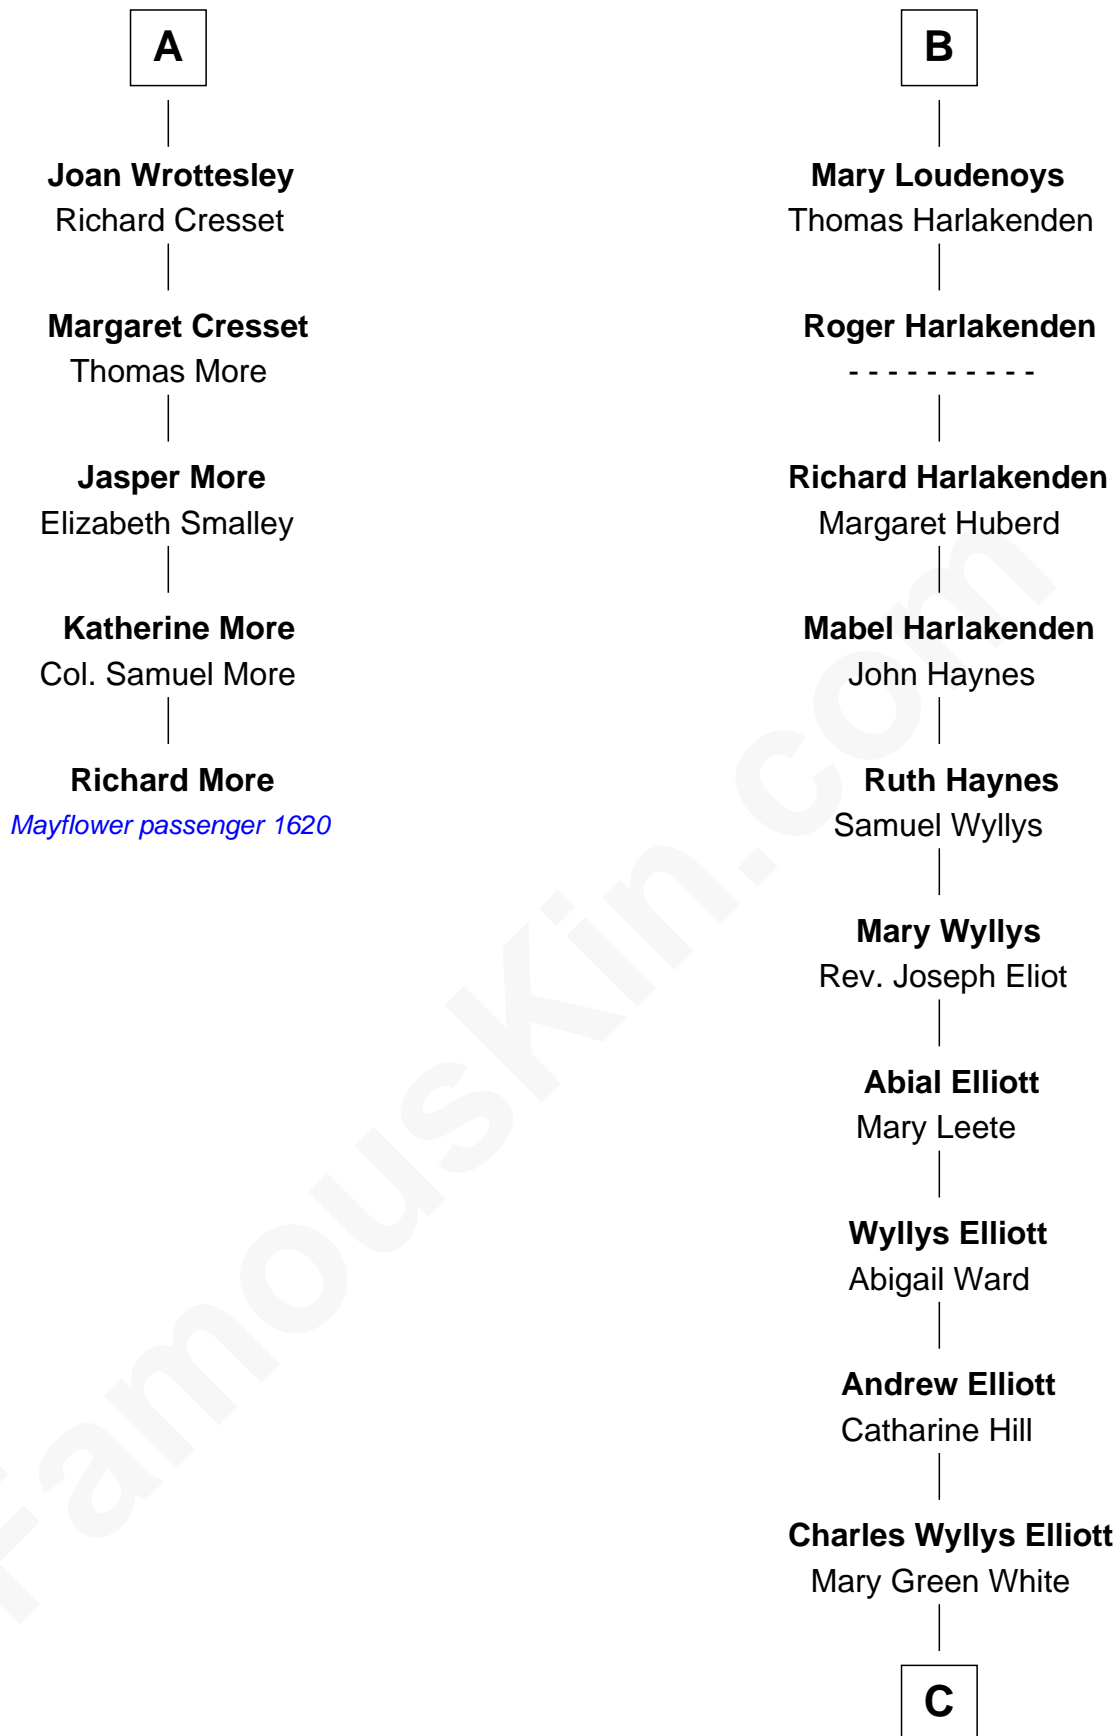 A
Joan Wrottesley
Richard Cresset
Margaret Cresset
Thomas More
Jasper More
Elizabeth Smalley
Katherine More
Col. Samuel More
Richard More
Mayflower passenger 1620
B
Mary Loudenoys
Thomas Harlakenden
Roger Harlakenden
- - - - - - - - - -
Richard Harlakenden
Margaret Huberd
Mabel Harlakenden
John Haynes
Ruth Haynes
Samuel Wyllys
Mary Wyllys
Rev. Joseph Eliot
Abial Elliott
Mary Leete
Wyllys Elliott
Abigail Ward
Andrew Elliott
Catharine Hill
Charles Wyllys Elliott
Mary Green White
C
FamousKin.com